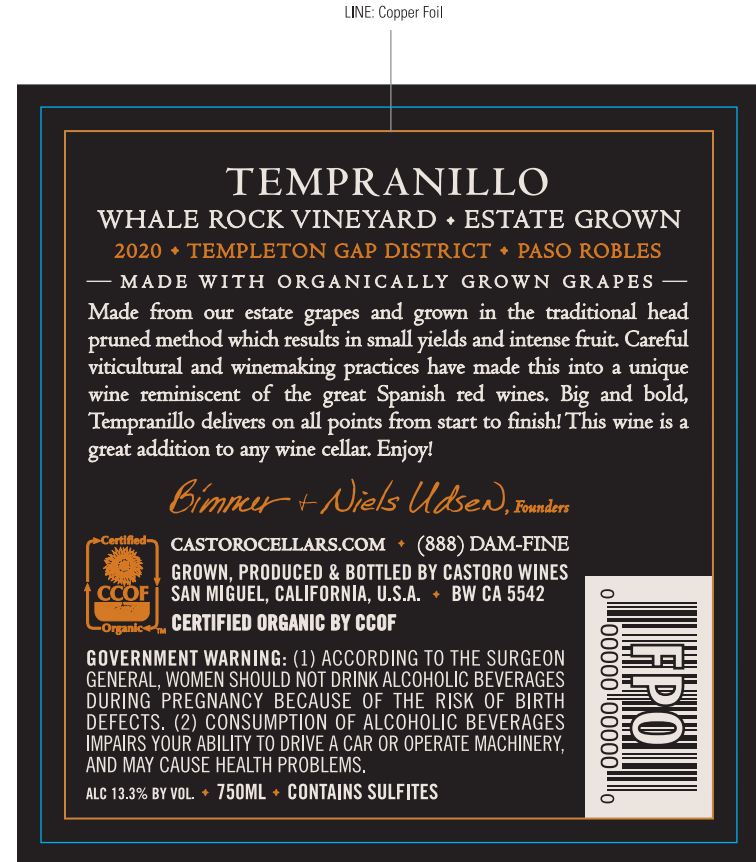 LINE: Copper Foil
TEMPRANILLO
WHALE ROCK VINEYARD • ESTATE GROWN
2020 • TEMPLETON GAP DISTRICT • PASO ROBLES
— MADE WITH ORGANICALLY GROWN GRAPES —
Made from our estate grapes and grown in the traditional head
pruned method which results in small yields and intense fruit. Careful
viticultural and winemaking practices have made this into a unique
wine reminiscent of the great Spanish red wines. Big and bold,
Tempranillo delivers on all points from start to finish! This wine is a
great addition to any wine cellar. Enjoy!
Bimmer + Niels Udsen, Founders
Certified
CCOF
Organic™
CASTOROCELLARS.COM • (888) DAM-FINE
GROWN, PRODUCED & BOTTLED BY CASTORO WINES
SAN MIGUEL, CALIFORNIA, U.S.A. • BW CA 5542
CERTIFIED ORGANIC BY CCOF
GOVERNMENT WARNING: (1) ACCORDING TO THE SURGEON
GENERAL, WOMEN SHOULD NOT DRINK ALCOHOLIC BEVERAGES
DURING PREGNANCY BECAUSE OF THE RISK OF BIRTH
DEFECTS. (2) CONSUMPTION OF ALCOHOLIC BEVERAGES
IMPAIRS YOUR ABILITY TO DRIVE A CAR OR OPERATE MACHINERY,
AND MAY CAUSE HEALTH PROBLEMS.
ALC 13.3% BY VOL. • 750ML • CONTAINS SULFITES
0 00000 00000 0
FPO